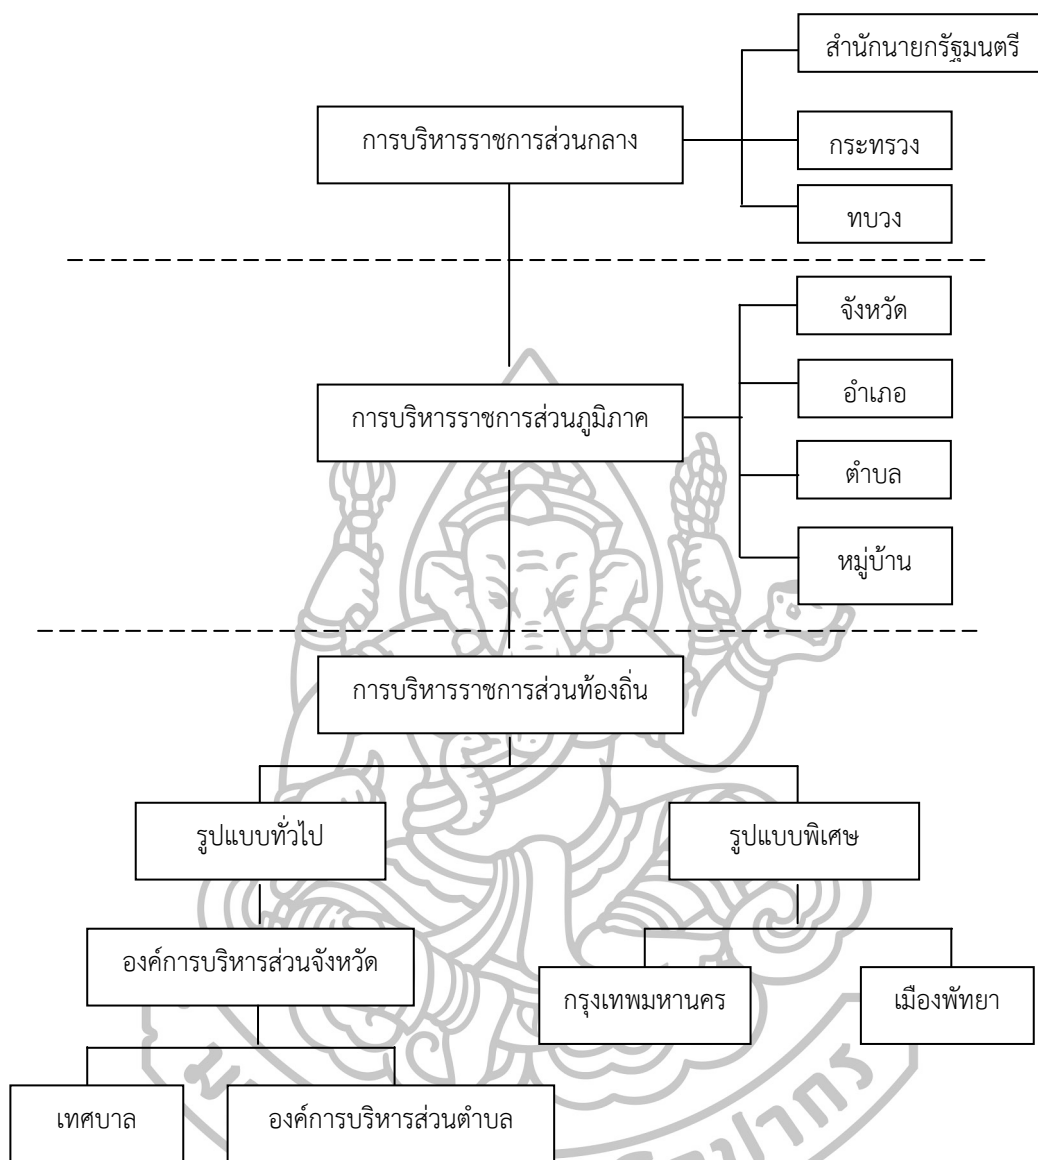 สำนักนายกรัฐมนตรี
การบริหารราชการส่วนกลาง
กระทรวง
ทบวง
จังหวัด
อำเภอ
การบริหารราชการส่วนภูมิภาค
ตำบล
หมู่บ้าน
การบริหารราชการส่วนท้องถิ่น
รูปแบบทั่วไป
รูปแบบพิเศษ
องค์การบริหารส่วนจังหวัด
กรุงเทพมหานคร
เมืองพัทยา
เทศบาล
องค์การบริหารส่วนตำบล